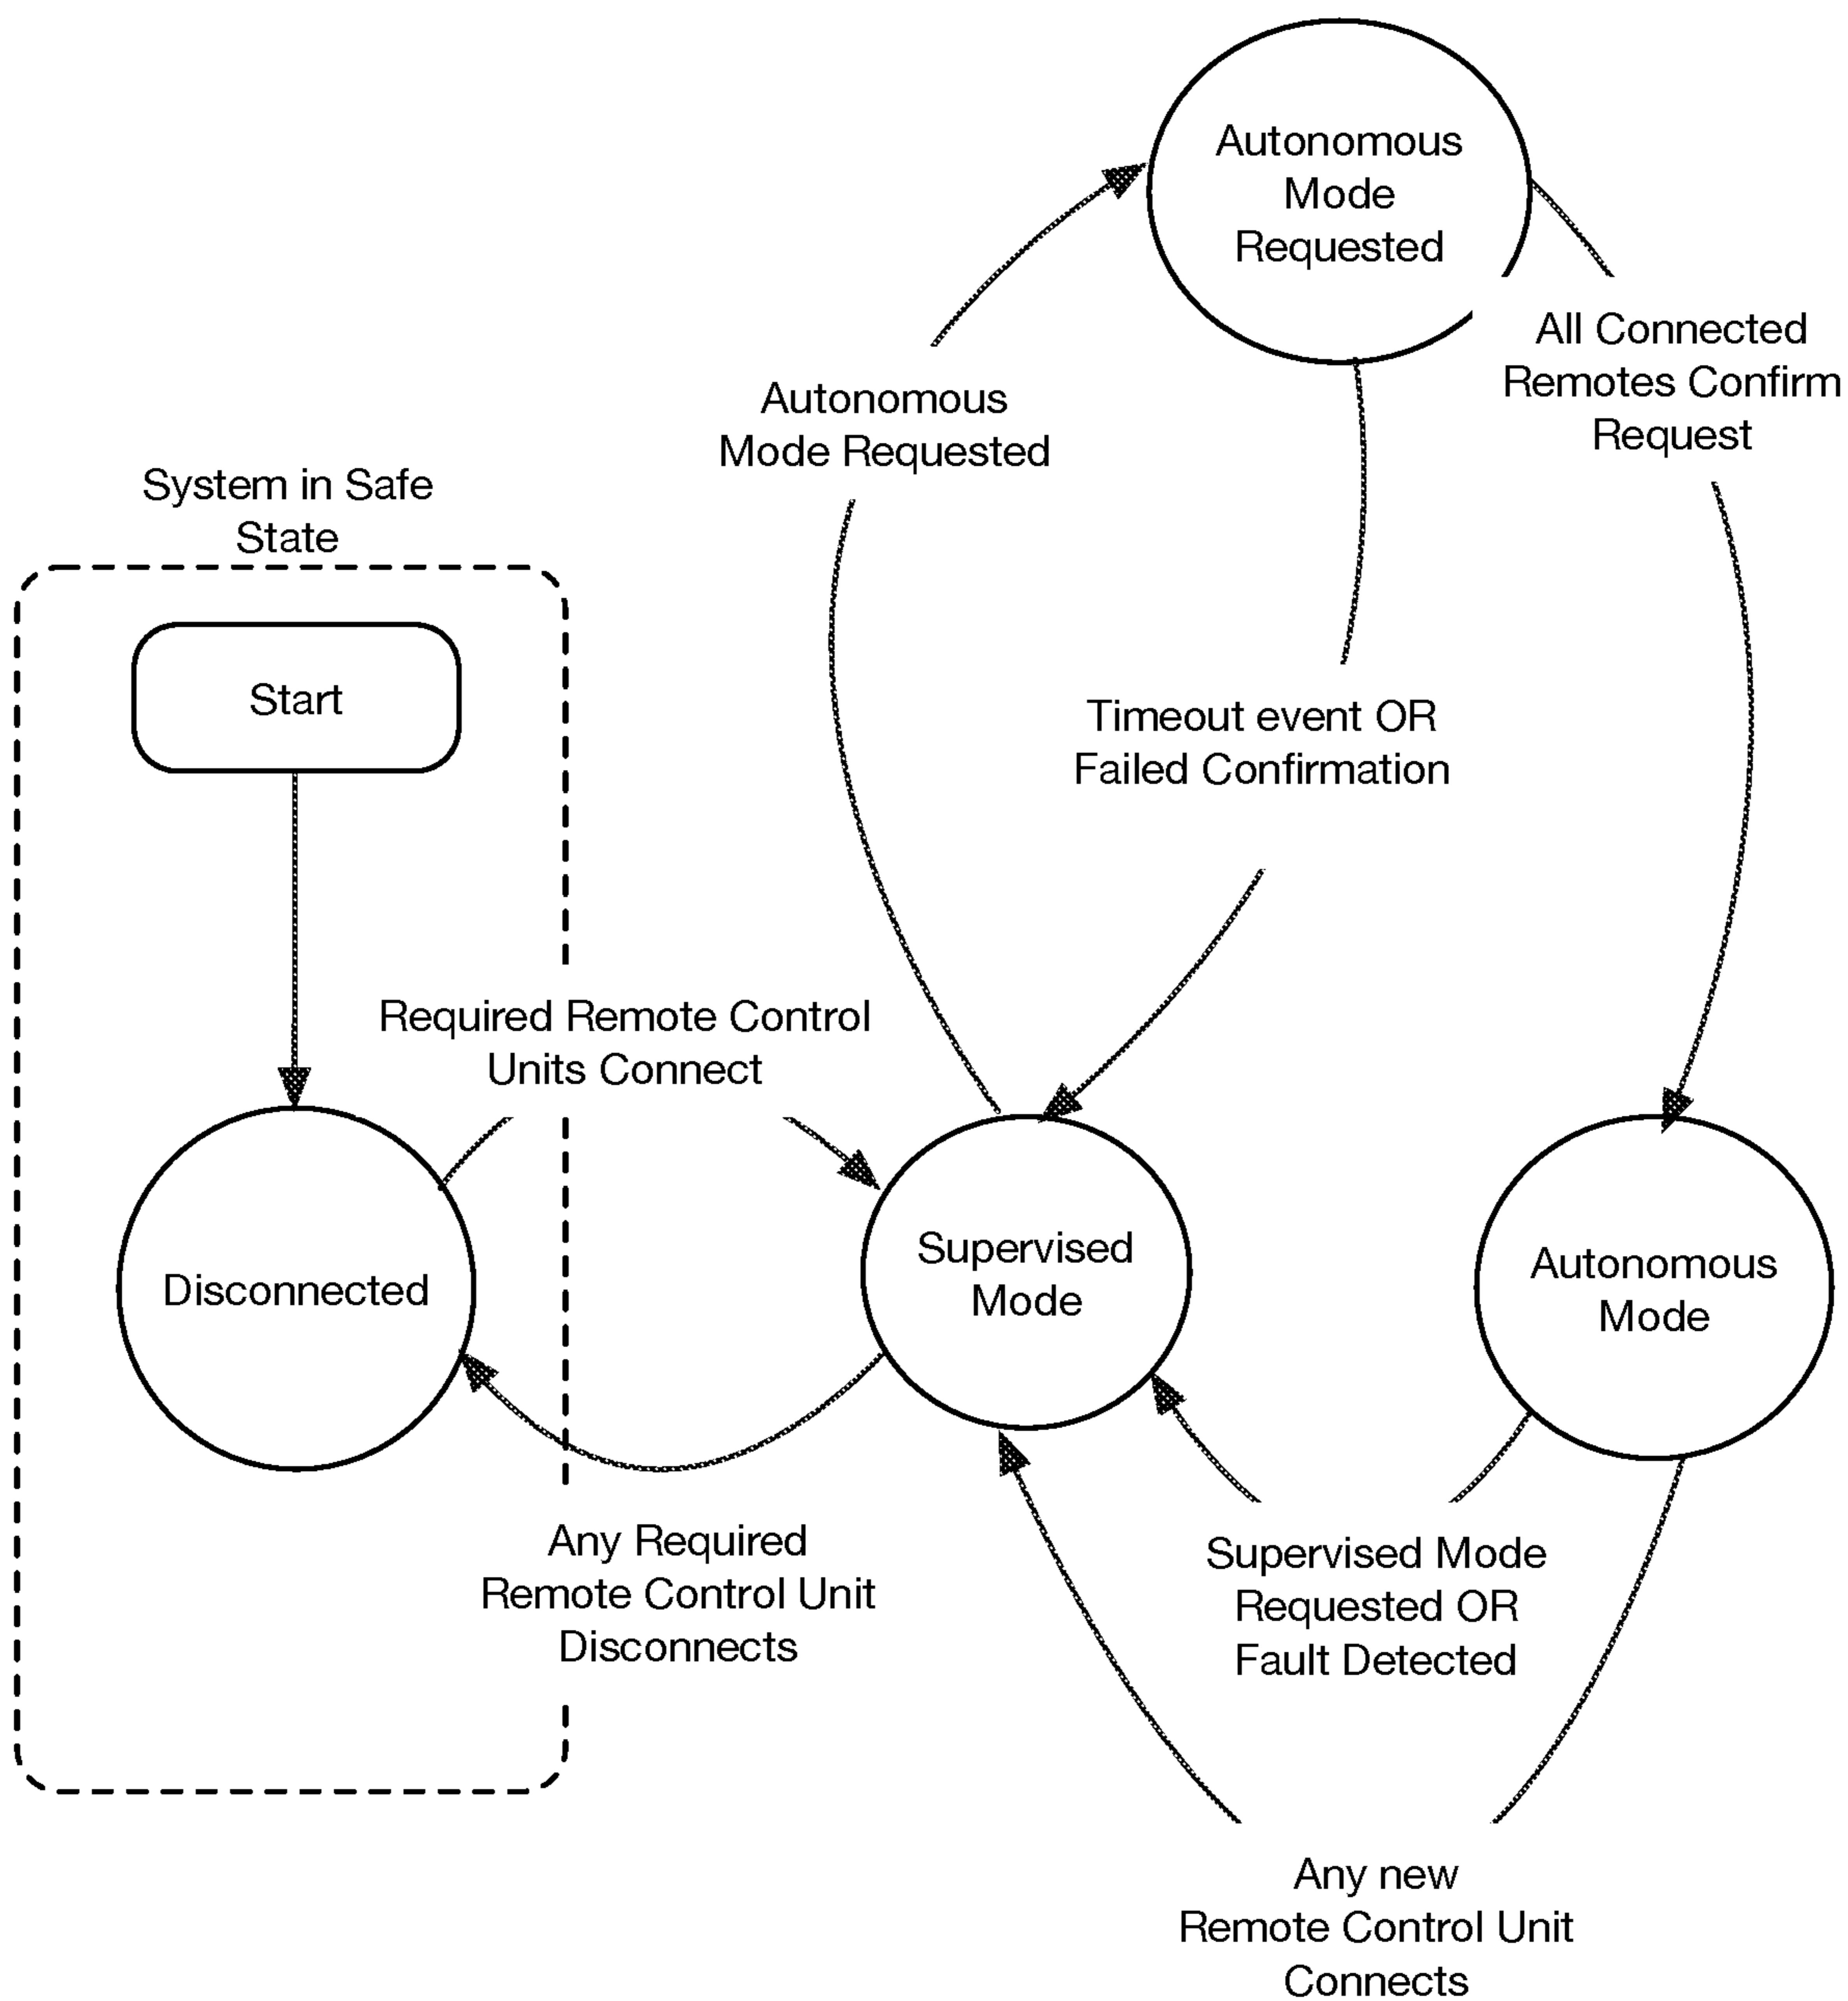 Autonomous
Mode
Requested
All Connected
Remotes Confirm
Request
Autonomous
Mode Requested
System in Safe
State
Start
Timeout event OR
Failed Confirmation
Required Remote Control
Units Connect
Disconnected
Supervised
Mode
Autonomous
Mode
Any Required
Remote Control Unit
Disconnects
Supervised Mode
Requested OR
Fault Detected
Any new
Remote Control Unit
Connects